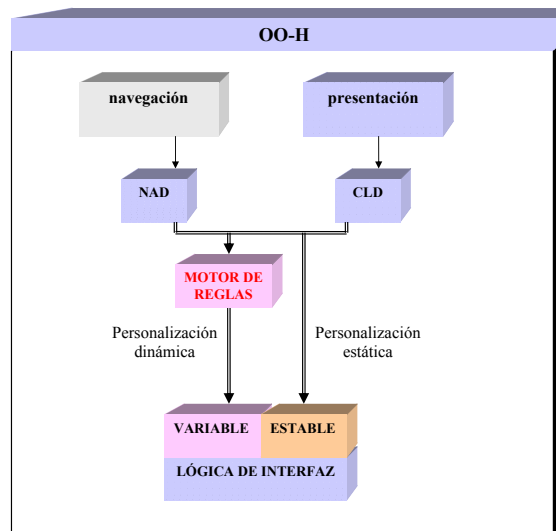 OO-H
navegación
presentación
NAD
CLD
MOTOR DE
REGLAS
Personalización
dinámica
Personalización
estática
VARIABLE
ESTABLE
LÓGICA DE INTERFAZ